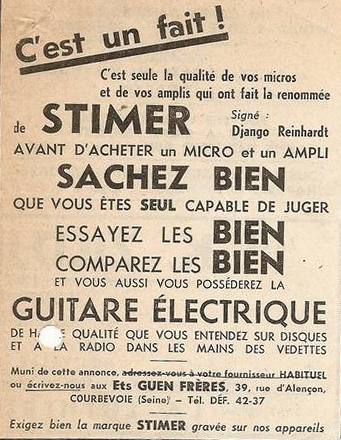 C'est un fait !
C'est seule la qualité de vos micros
et de vos amplis qui ont fait la renommée
de STIMER Signé : Django Reinhardt
AVANT D'ACHETER un MICRO et un AMPLI
SACHEZ BIEN
QUE VOUS ÊTES SEUL CAPABLE DE JUGER
ESSAYEZ LES BIEN
COMPAREZ LES BIEN
ET VOUS AUSSI VOUS POSSÉDEREZ LA
GUITARE ÉLECTRIQUE
DE QUALITÉ QUE VOUS ENTENDEZ SUR DISQUES
ET A LA RADIO DANS LES MAINS DES VEDETTES
Muni de cette annonce, adressez-vous à votre fournisseur HABITUEL
ou écrivez-nous aux Ets GUEN FRÈRES, 39, rue d'Alençon,
COURBEVOIE (Seine) - Tél. DÉF. 42-37
Exigez bien la marque STIMER gravée sur nos appareils